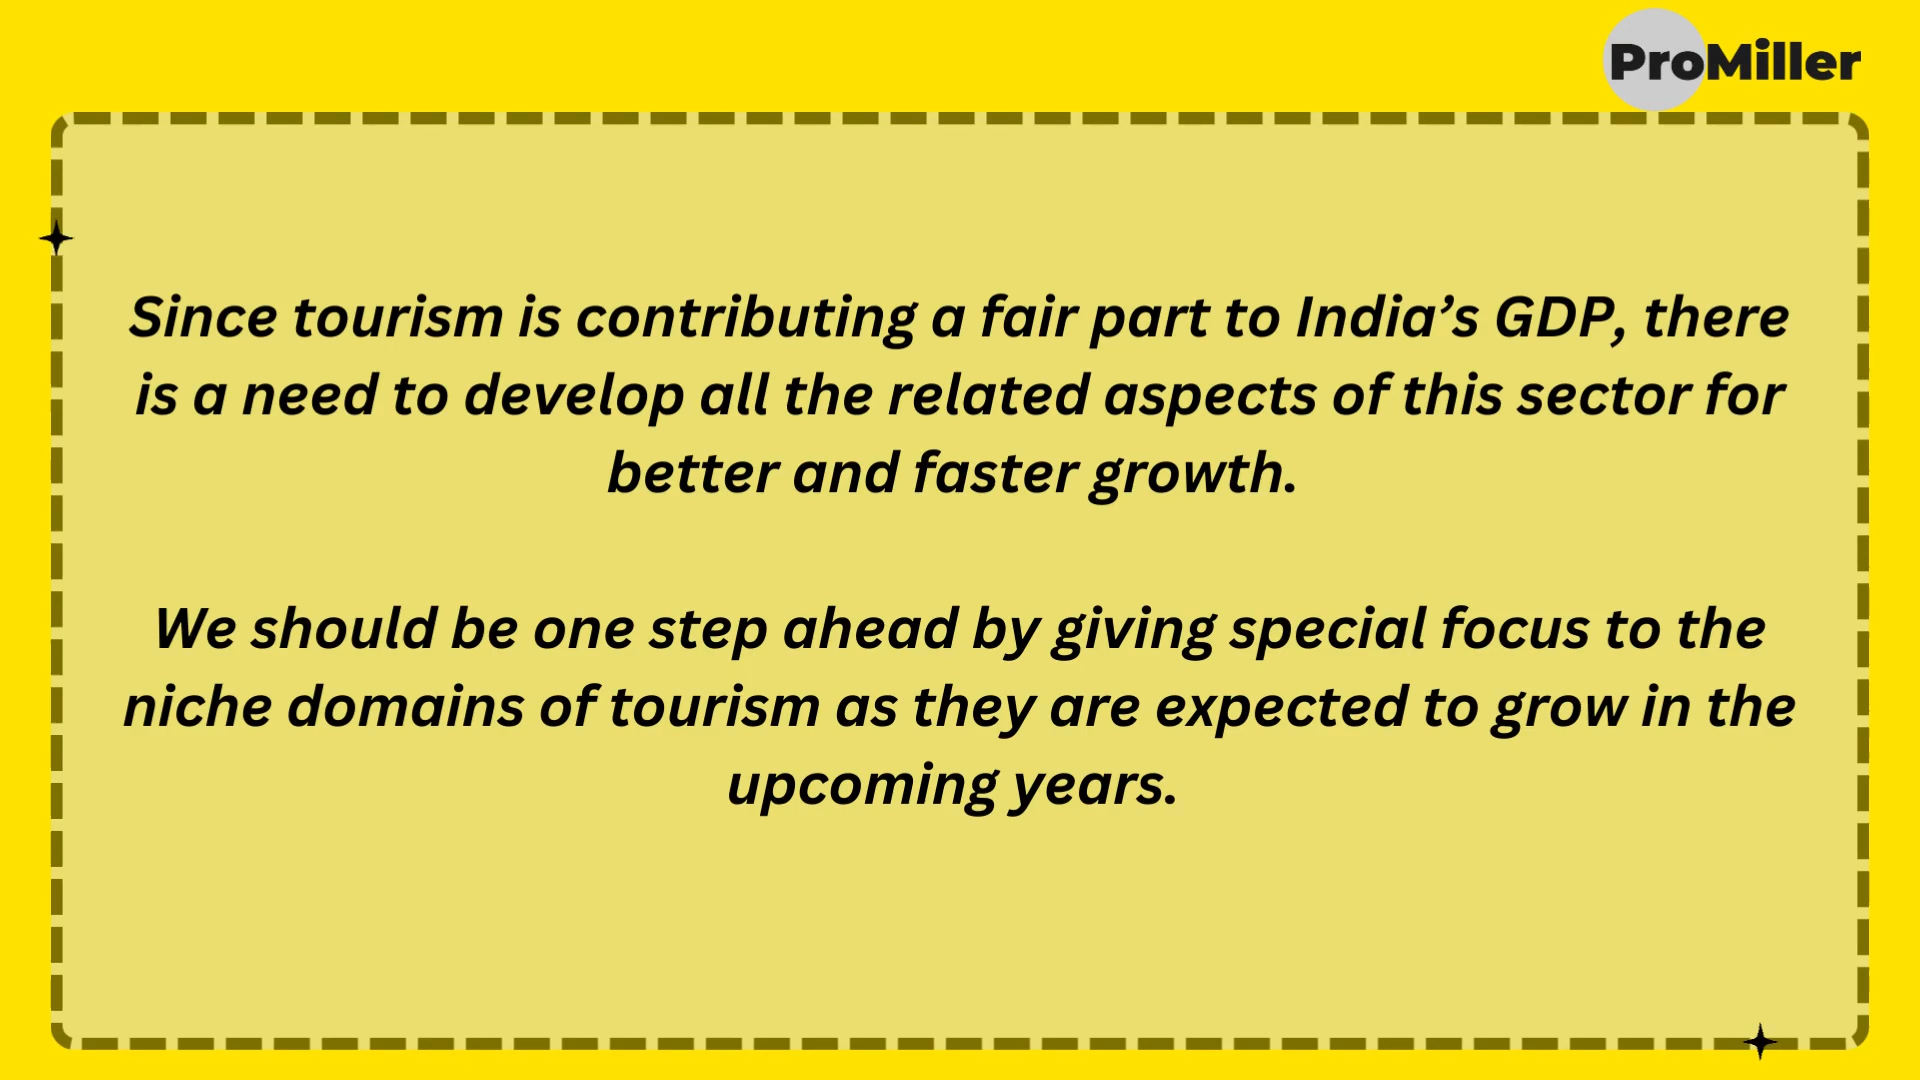 ProMiller
Since tourism is contributing a fair part to India’s GDP, there
is a need to develop all the related aspects of this sector for
better and faster growth.
We should be one step ahead by giving special focus to the
niche domains of tourism as they are expected to grow in the
upcoming years.